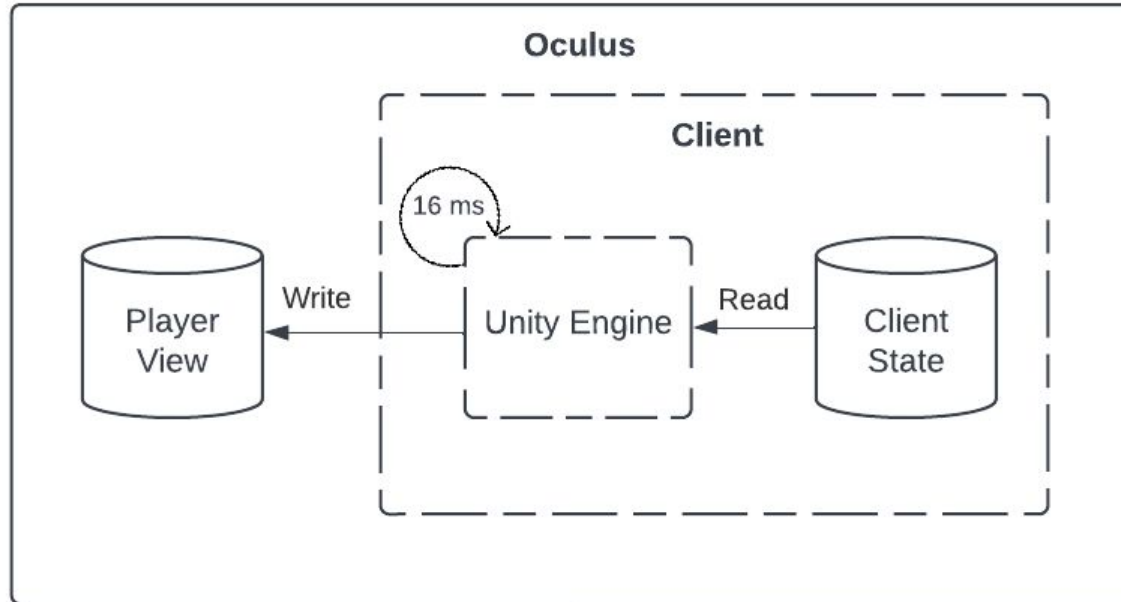 Oculus
Client
16 ms
Write
Read
Player
View
Unity Engine
Client
State